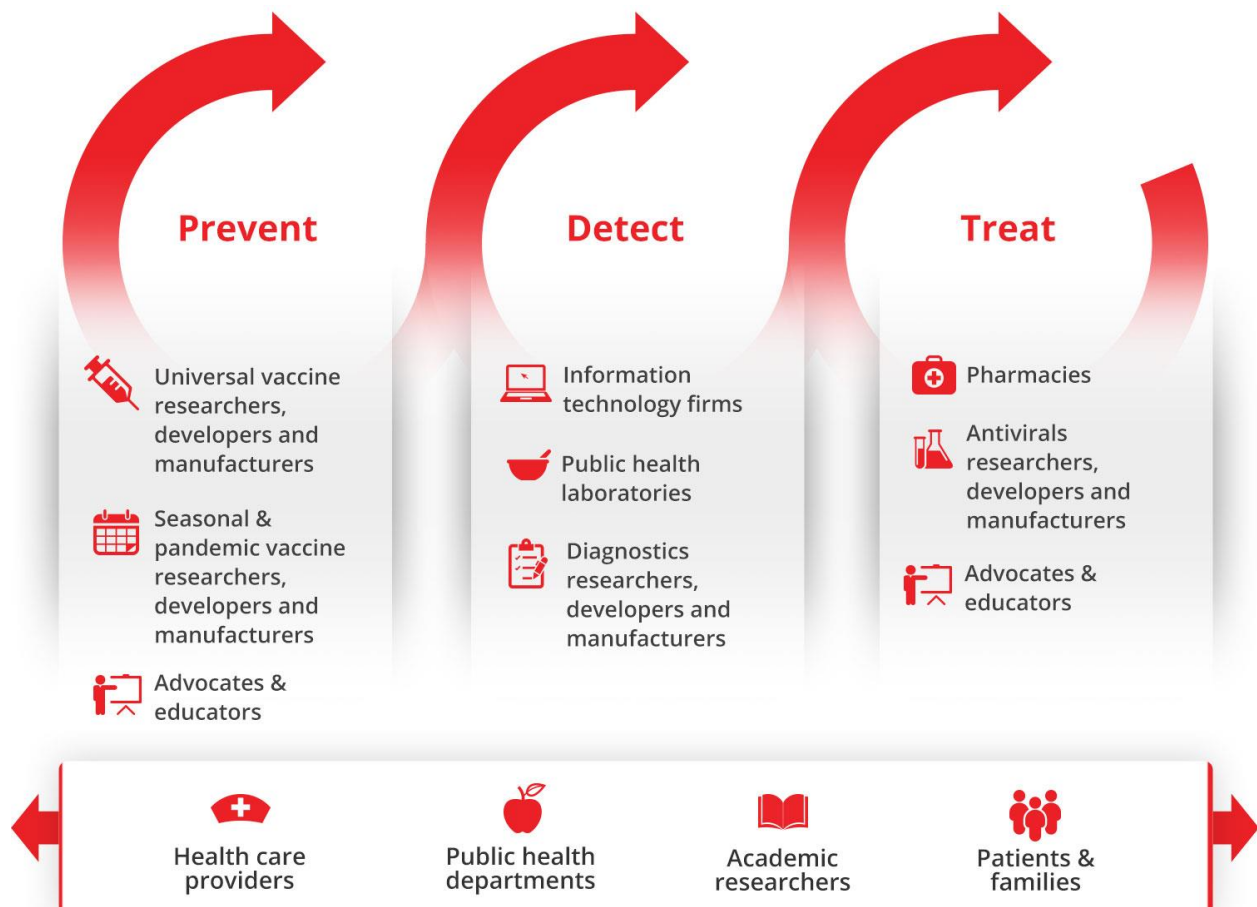 Prevent
Universal vaccine
researchers,
developers and
manufacturers
Seasonal &
pandemic vaccine
researchers,
developers and
manufacturers
Advocates &
educators
Detect
Information
technology firms
Public health
laboratories
Diagnostics
researchers,
developers and
manufacturers
Treat
Pharmacies
Antivirals
researchers,
developers and
manufacturers
Advocates &
educators
Health care
providers
Public health
departments
Academic
researchers
Patients &
families